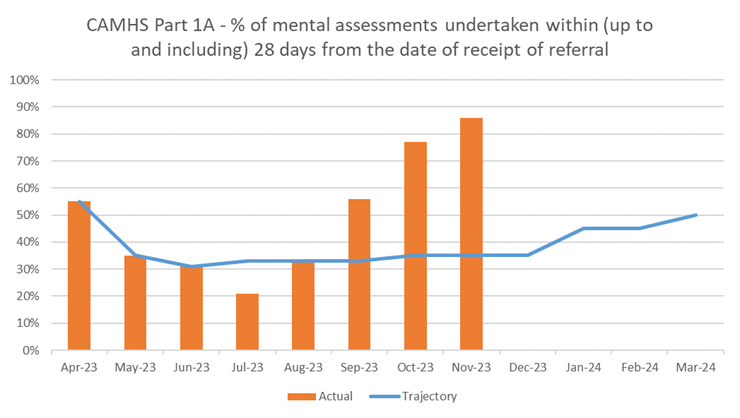 CAMHS Part 1A - % of mental assessments undertaken within (up to
and including) 28 days from the date of receipt of referral
100%
90%
80%
70%
60%
50%
40%
30%
20%
10%
0%
Apr-23 May-23 Jun-23 Jul-23 Aug-23 Sep-23 Oct-23 Nov-23 Dec-23 Jan-24 Feb-24 Mar-24
Actual Trajectory